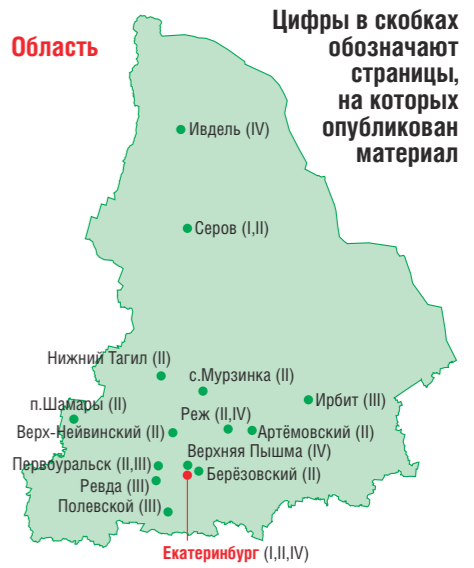 Область
Цифры в скобках
обозначают
страницы,
на которых
опубликован
материал
Ивдель (IV)
Серов (I,II)
Нижний Тагил (II)
с.Мурзинка (II)
п.Шамары (II)
Ирбит (III)
Реж (II,IV)
Верх-Нейвинский (II)
Артёмовский (II)
Верхняя Пышма (IV)
Первоуральск (II,III)
Берёзовский (II)
Ревда (III)
Полевской (III)
Екатеринбург (I,II,IV)